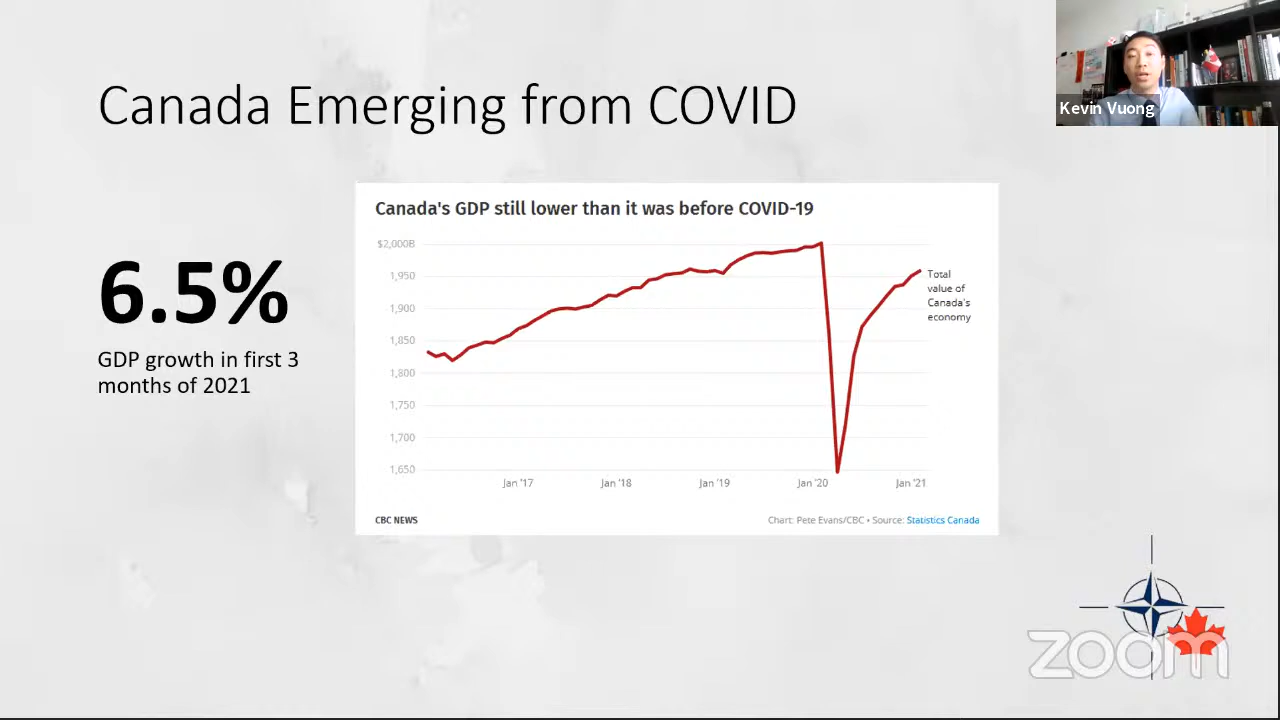 Canada Emerging from COVID
Kevin Vuong
6.5%
GDP growth in first 3
months of 2021
Canada's GDP still lower than it was before COVID-19
$2,000B
1,950
1,900
1,850
1,800
1,750
1,700
1,650
Jan '17 Jan '18 Jan '19 Jan '20 Jan '21
Total
value of
Canada's
economy
CBC NEWS Chart: Pete Evans/CBC • Source: Statistics Canada
zoom